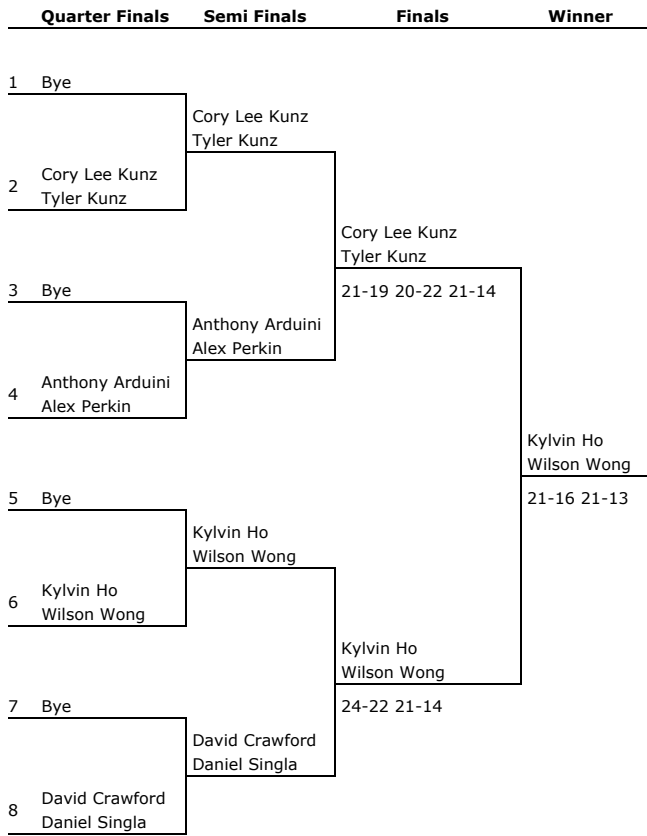 Quarter Finals Semi Finals Finals Winner
1 Bye
Cory Lee Kunz
Tyler Kunz
2 Cory Lee Kunz
Tyler Kunz
Cory Lee Kunz
Tyler Kunz
3 Bye
21-19 20-22 21-14
Anthony Arduini
Alex Perkin
4 Anthony Arduini
Alex Perkin
Kylvin Ho
Wilson Wong
5 Bye
21-16 21-13
Kylvin Ho
Wilson Wong
6 Kylvin Ho
Wilson Wong
Kylvin Ho
Wilson Wong
7 Bye
24-22 21-14
David Crawford
Daniel Singla
8 David Crawford
Daniel Singla